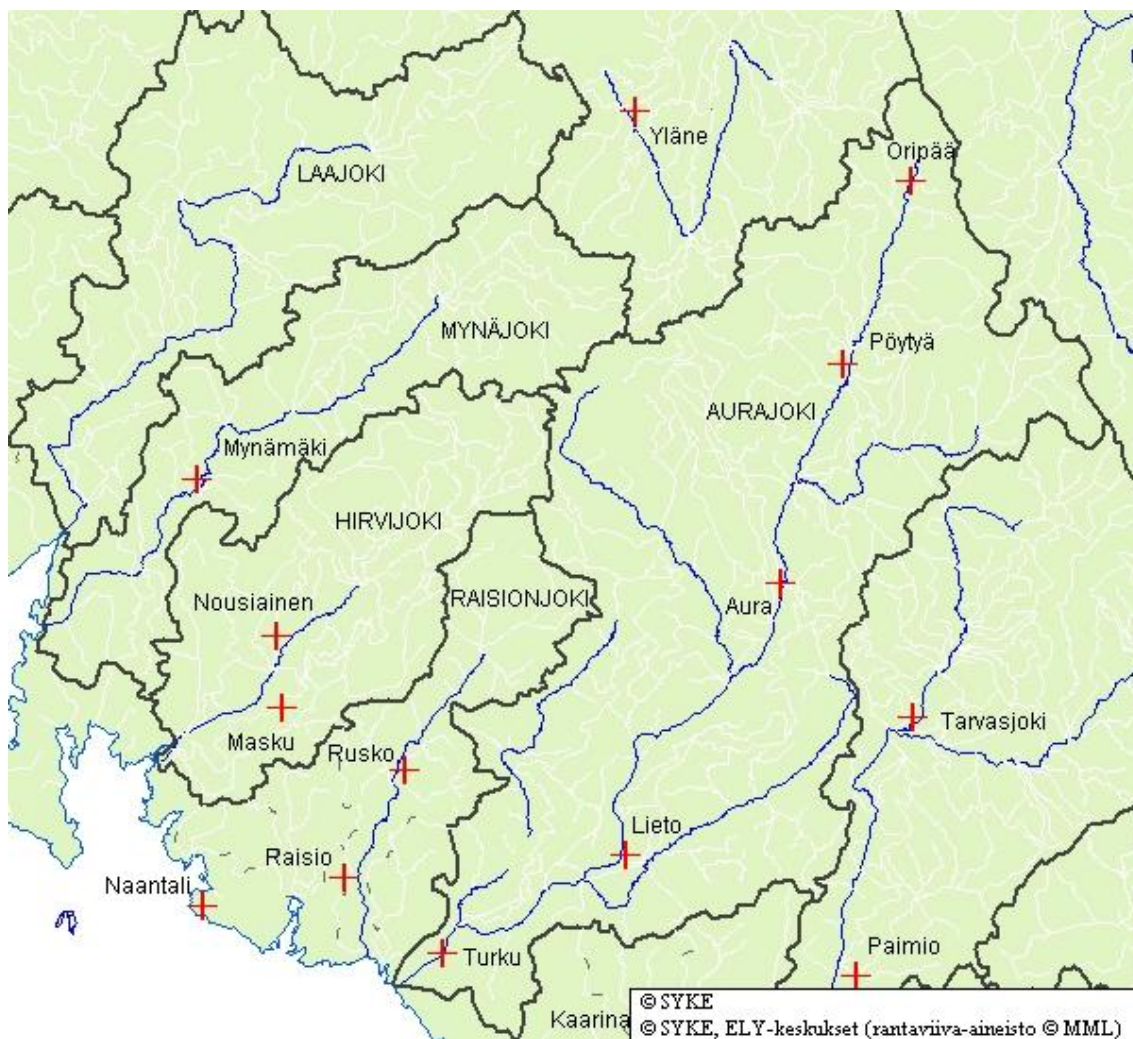 Yläne
Oripää
LAAJOKI
MYNÄJOKI
Pöytyä
AURAJOKI
Mynämäki
HIRVIJOKI
Nousiainen
RAISIONJOKI
Aura
Tarvasjoki
Masku
Rusko
Lieto
Raisio
Naantali
Turku
Paimio
Kaarina
© SYKE
© SYKE, ELY-keskukset (rantaviiva-aineisto © MML)